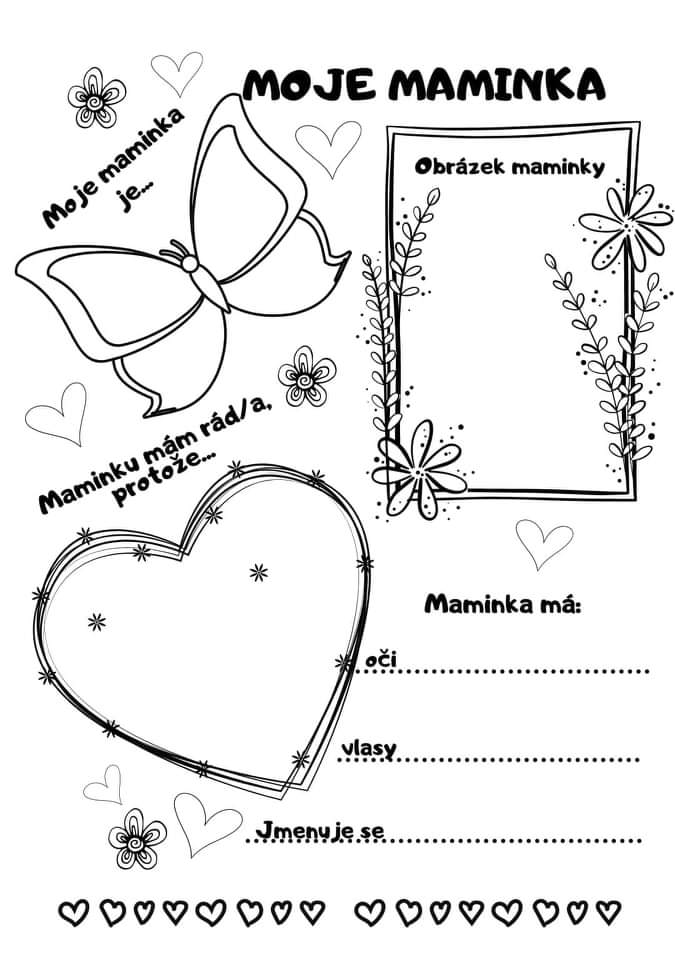 MOJE MAMINKA
Moje maminka
je...
Obrázek maminky
Maminku mám rád/a,
protože...
Maminka má:
oči
vlasy
Jmenuje se